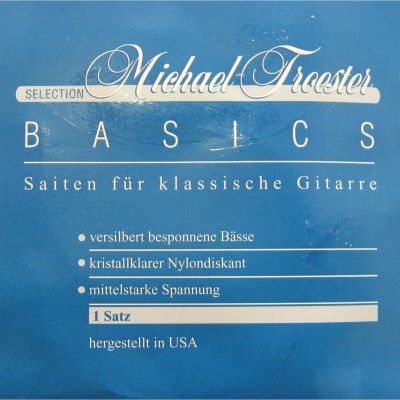 SELECTION Michael Troester
BASICS
Saiten für klassische Gitarre
versilbert besponnene Bässe
kristallklarer Nylondiskant
mittelstarke Spannung
1 Satz
hergestellt in USA